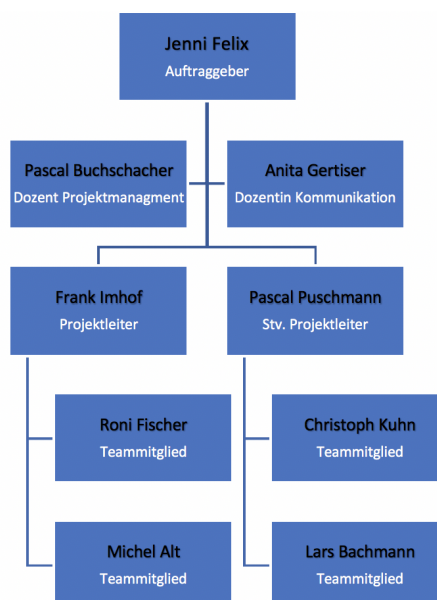 Jenni Felix
Auftraggeber
Pascal Buchschacher
Dozent Projektmanagment
Anita Gertiser
Dozentin Kommunikation
Frank Imhof
Projektleiter
Pascal Puschmann
Stv. Projektleiter
Roni Fischer
Teammitglied
Christoph Kuhn
Teammitglied
Michel Alt
Teammitglied
Lars Bachmann
Teammitglied